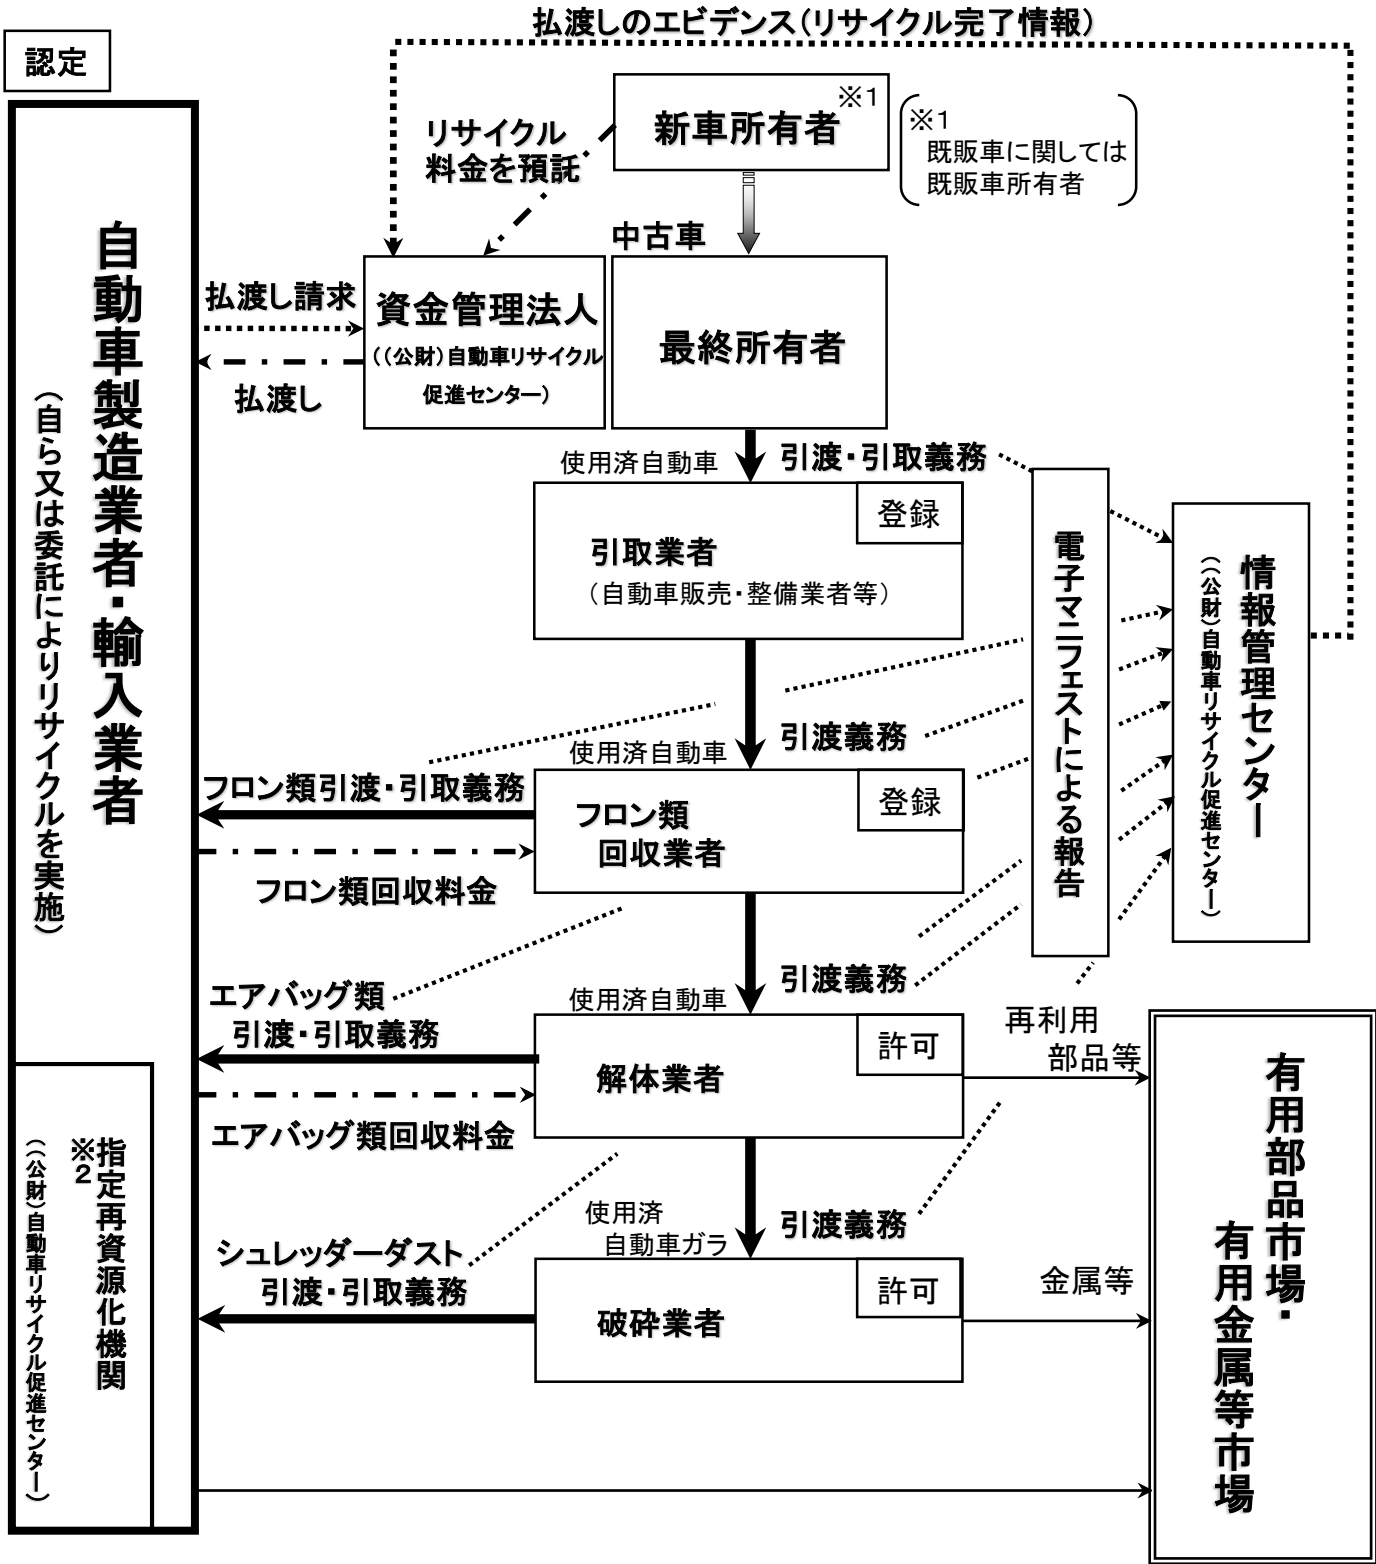 払渡しのエビデンス（リサイクル完了情報）
認定
新車所有者※1
※1
既販車に関しては
既販車所有者
リサイクル
料金を預託
中古車
自動車製造業者・輸入業者
（自ら又は委託によりリサイクルを実施）
払渡し請求
払渡し
資金管理法人
（（公財）自動車リサイクル
促進センター）
最終所有者
使用済自動車
引渡・引取義務
登録
引取業者
（自動車販売・整備業者等）
電子マニフェストによる報告
情報管理センター
（（公財）自動車リサイクル促進センター）
使用済自動車
引渡義務
フロン類引渡・引取義務
フロン類回収料金
登録
フロン類
回収業者
使用済自動車
引渡義務
エアバッグ類
引渡・引取義務
エアバッグ類回収料金
許可
解体業者
再利用
部品等
有用部品市場・
有用金属等市場
使用済
自動車ガラ
引渡義務
シュレッダーダスト
引渡・引取義務
許可
破砕業者
金属等
指定再資源化機関
※2
（（公財）自動車リサイクル促進センター）